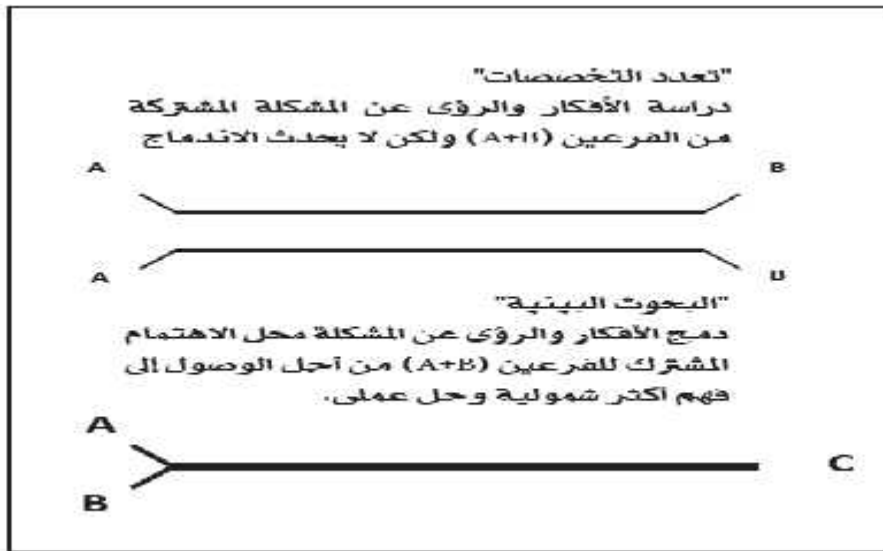 "تعدد التخصصات"
دراسة الأفكار والرؤى عن المشكلة المشتركة
من الفرعين (A+B) ولكن لا يحدث الاندماج
A B
A B
"البحوث البينية"
دمج الأفكار والرؤى عن المشكلة محل الاهتمام
المشترك للفرعين (A+B) من أجل الوصول إلى
فهم أكثر شمولية وحل عملى.
A
C
B